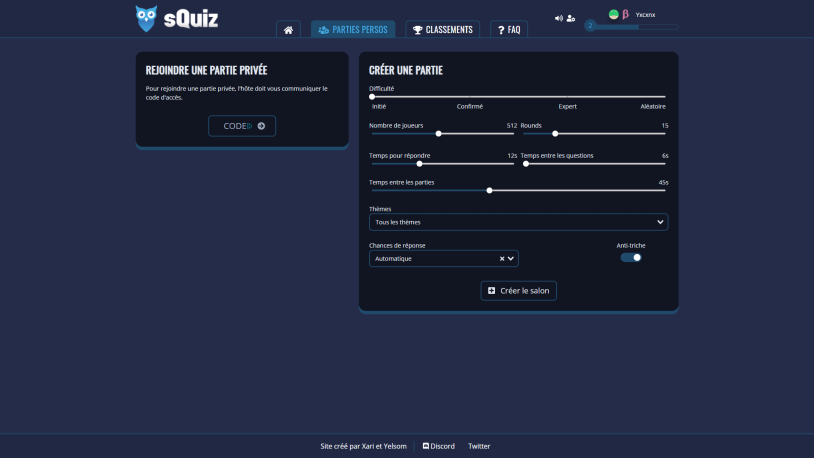 sQuiz
PARTIES PERSOS
CLASSEMENTS
? FAQ
β Yxcxnx
2
REJOINDRE UNE PARTIE PRIVÉE
Pour rejoindre une partie privée, l'hôte doit vous communiquer le
code d'accès.
CODE
CRÉER UNE PARTIE
Difficulté
Initié Confirmé Expert Aléatoire
Nombre de joueurs 512 Rounds 15
Temps pour répondre 12s Temps entre les questions 6s
Temps entre les parties 45s
Thèmes
Tous les thèmes
Chances de réponse Anti-triche
Automatique
Créer le salon
Site créé par Xari et Yelsom Discord Twitter